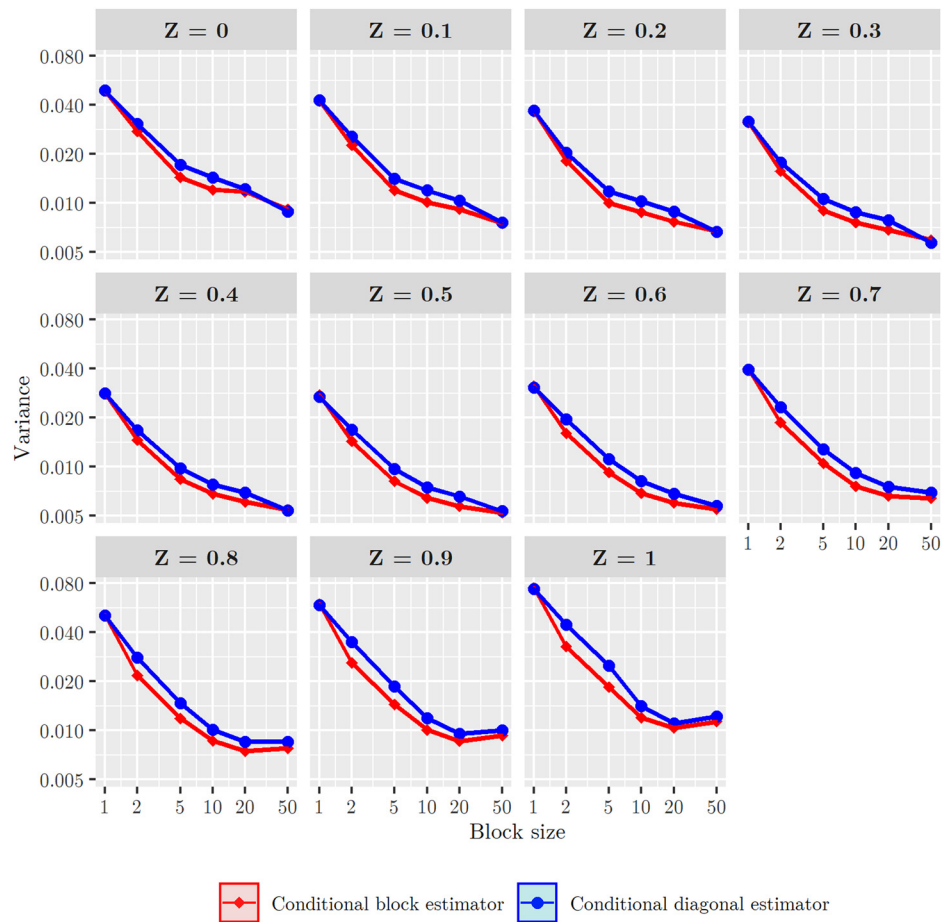 Z = 0 Z = 0.1 Z = 0.2 Z = 0.3
0.080
0.040
0.020
0.010
0.005
Z = 0.4 Z = 0.5 Z = 0.6 Z = 0.7
0.080
0.040
0.020
0.010
0.005
Variance
1 2 5 10 20 50
Z = 0.8 Z = 0.9 Z = 1
0.080
0.040
0.020
0.010
0.005
1 2 5 10 20 50 1 2 5 10 20 50 1 2 5 10 20 50
Block size
Conditional block estimator Conditional diagonal estimator